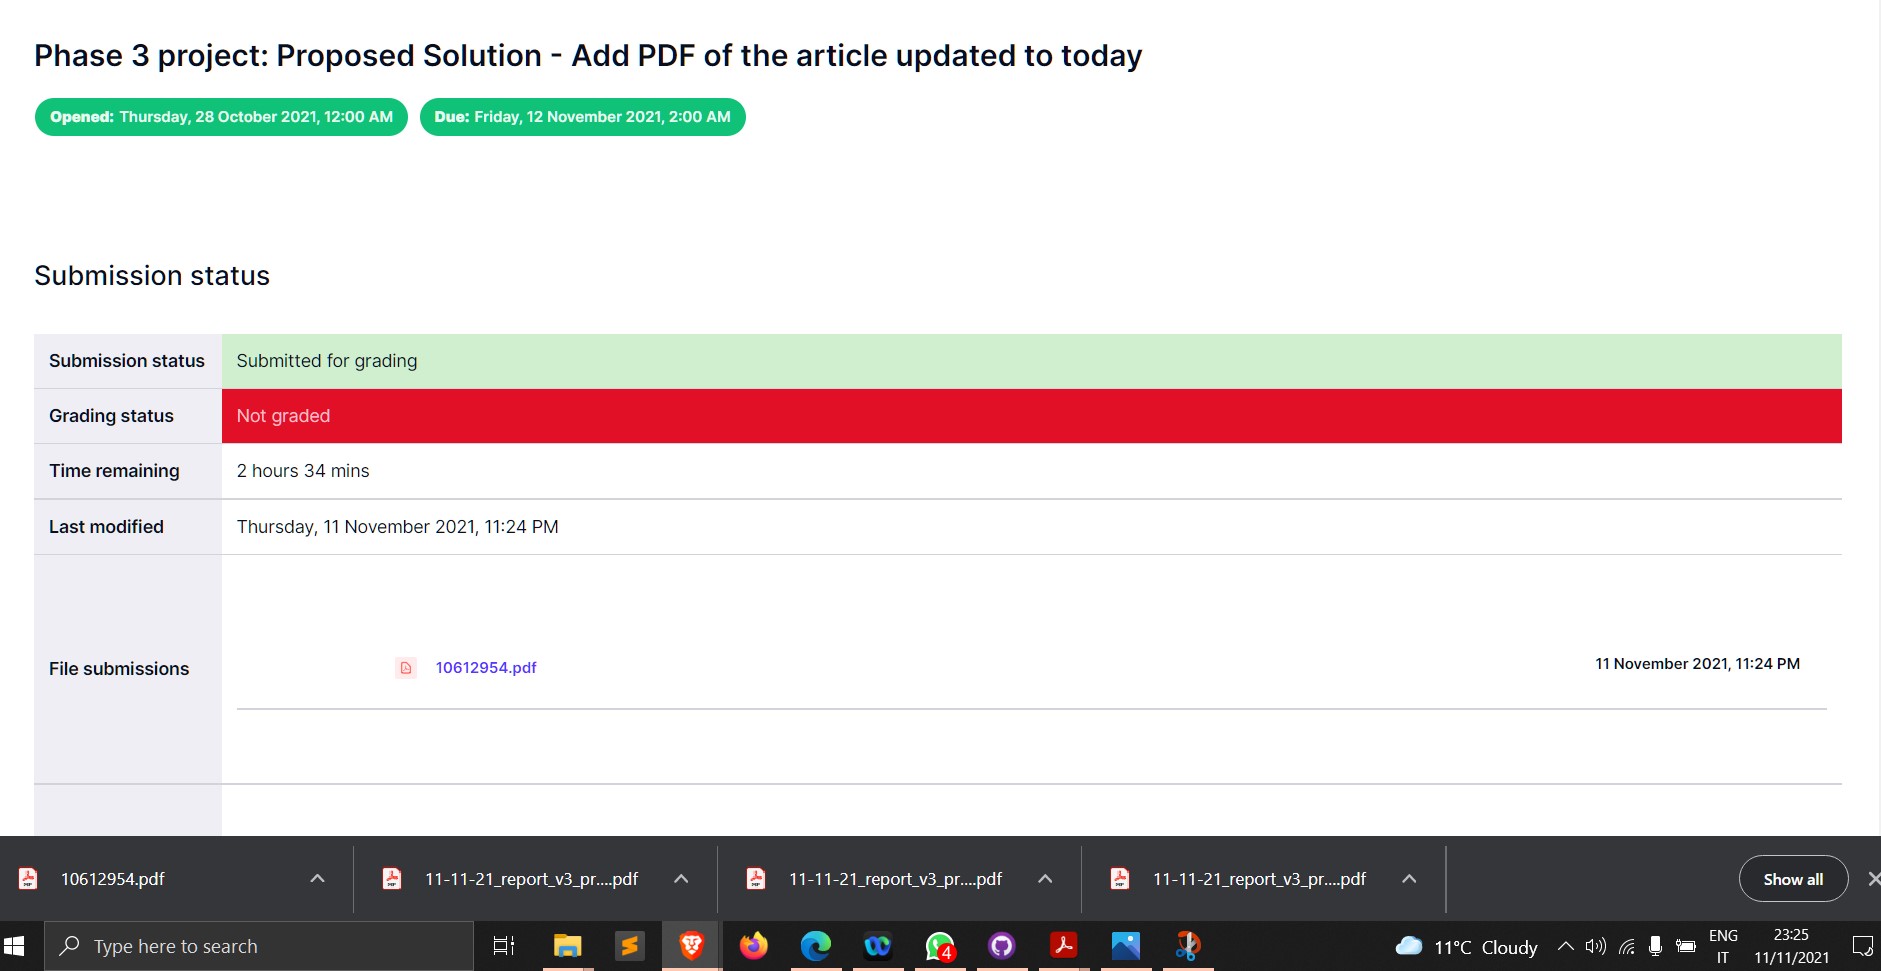 Phase 3 project: Proposed Solution - Add PDF of the article updated to today
Opened: Thursday, 28 October 2021, 12:00 AM Due: Friday, 12 November 2021, 2:00 AM
Submission status
Submission status Submitted for grading
Grading status Not graded
Time remaining 2 hours 34 mins
Last modified Thursday, 11 November 2021, 11:24 PM
File submissions 10612954.pdf 11 November 2021, 11:24 PM
10612954.pdf 11-11-21_report_v3_pr....pdf 11-11-21_report_v3_pr....pdf 11-11-21_report_v3_pr....pdf Show all
Type here to search 4 11°C Cloudy ENG 23:25
IT 11/11/2021